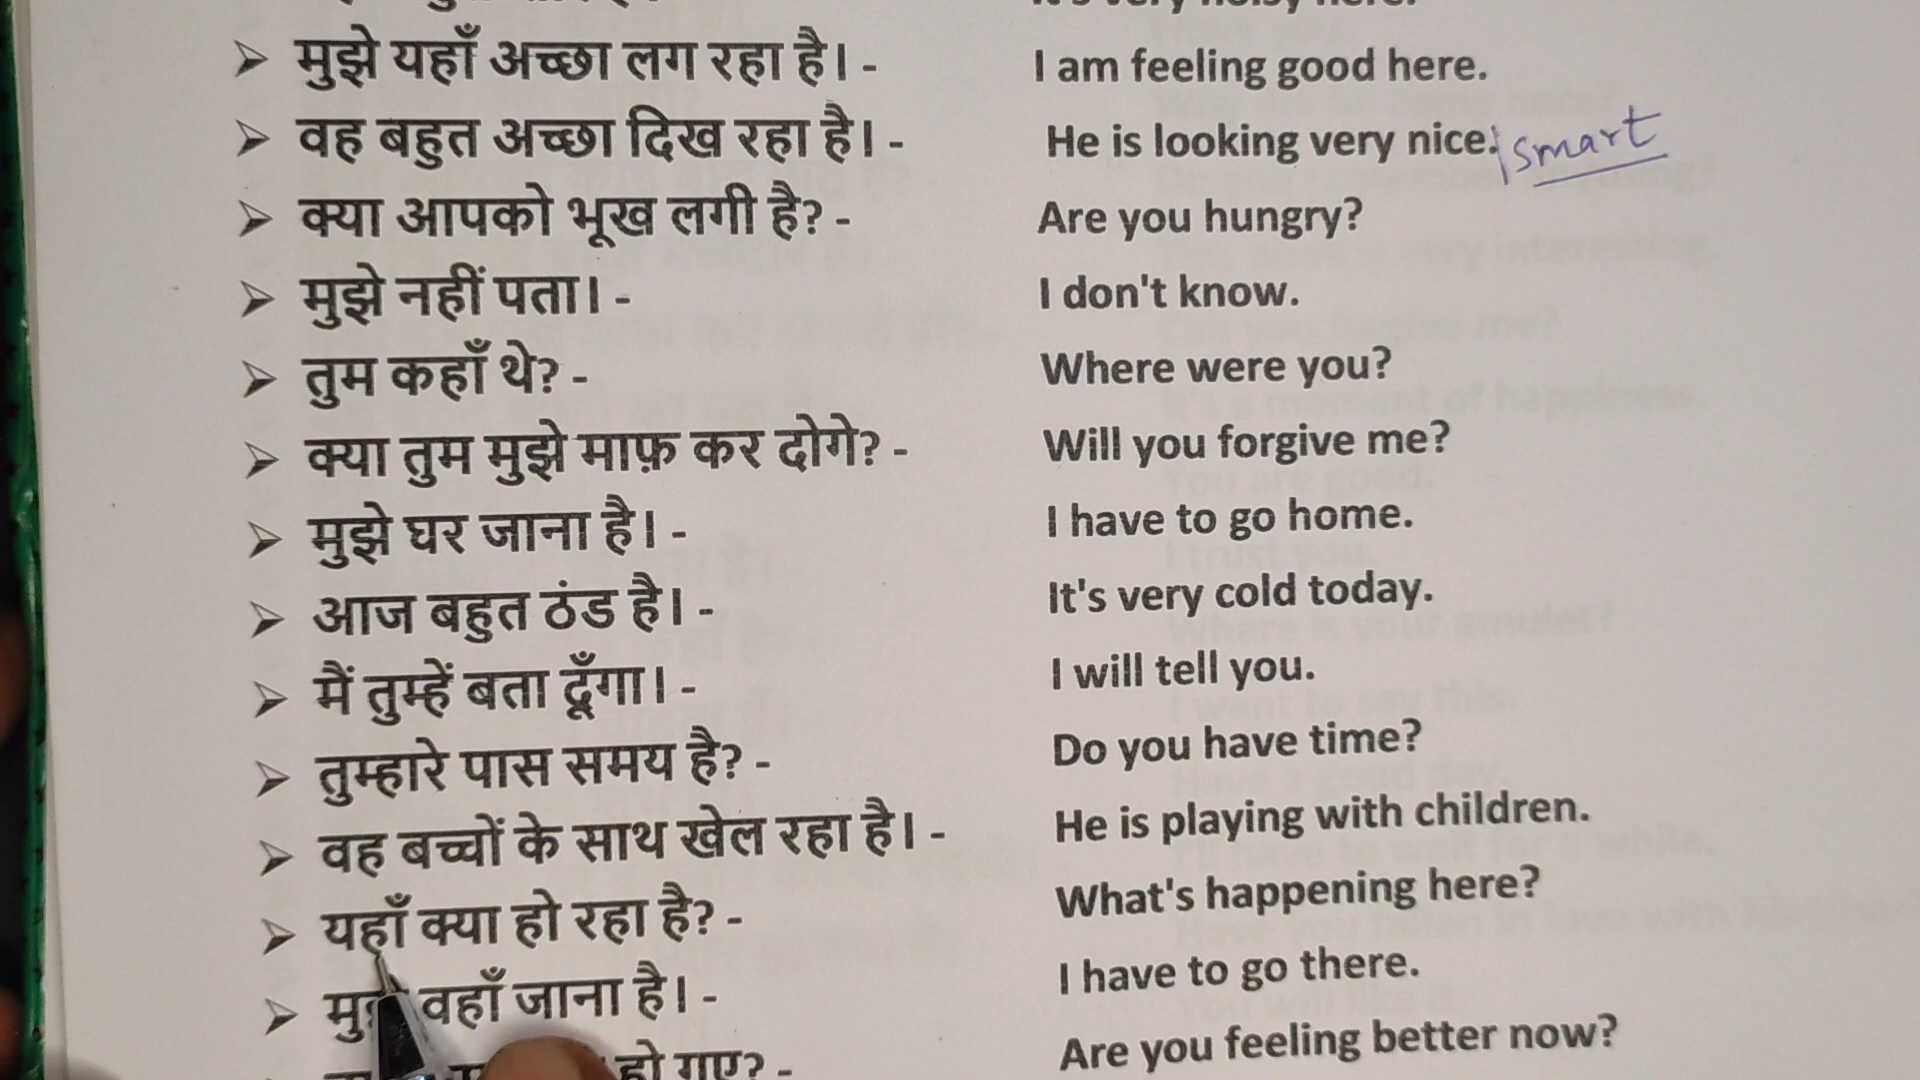 It's very noisy here.
➤ मुझे यहाँ अच्छा लग रहा है। - I am feeling good here.
➤ वह बहुत अच्छा दिख रहा है। - He is looking very nice. | smart
➤ क्या आपको भूख लगी है? - Are you hungry?
➤ मुझे नहीं पता। - I don't know.
➤ तुम कहाँ थे? - Where were you?
➤ क्या तुम मुझे माफ़ कर दोगे? - Will you forgive me?
➤ मुझे घर जाना है। - I have to go home.
➤ आज बहुत ठंड है। - It's very cold today.
➤ मैं तुम्हें बता दूँगा। - I will tell you.
➤ तुम्हारे पास समय है? - Do you have time?
➤ वह बच्चों के साथ खेल रहा है। - He is playing with children.
➤ यहाँ क्या हो रहा है? - What's happening here?
➤ वहाँ जाना है। - I have to go there.
हो गए? - Are you feeling better now?